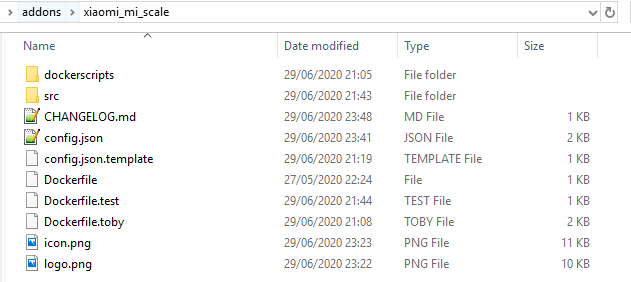 addons xiaomi_mi_scale
Name Date modified Type Size
dockerscripts 29/06/2020 21:05 File folder
src 29/06/2020 21:43 File folder
CHANGELOG.md 29/06/2020 23:48 MD File 1 KB
config.json 29/06/2020 23:41 JSON File 2 KB
config.json.template 29/06/2020 21:19 TEMPLATE File 1 KB
Dockerfile 27/05/2020 22:24 File 1 KB
Dockerfile.test 29/06/2020 21:44 TEST File 1 KB
Dockerfile.toby 29/06/2020 21:08 TOBY File 2 KB
icon.png 29/06/2020 23:23 PNG File 11 KB
logo.png 29/06/2020 23:22 PNG File 10 KB